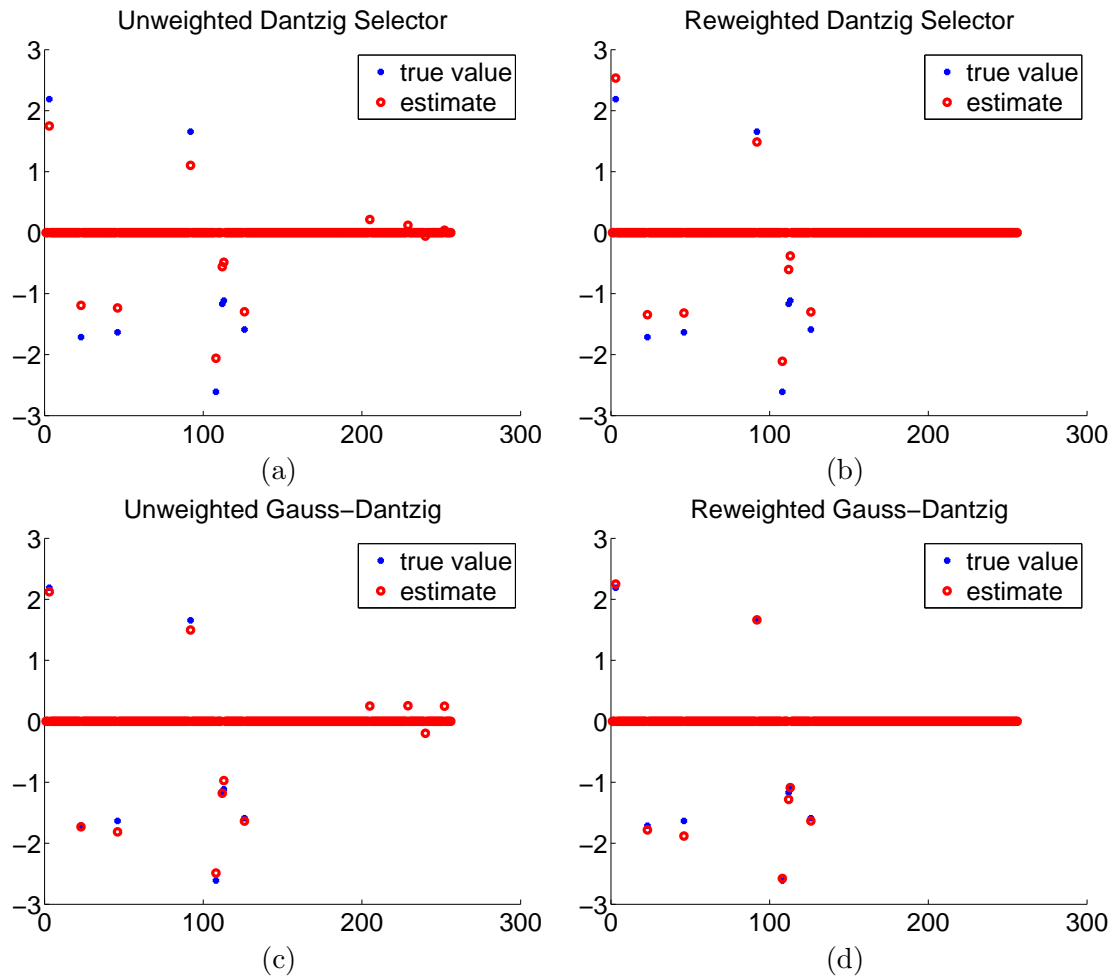 Unweighted Dantzig Selector
3
2
1
0
−1
−2
−3
0
100
200
300
true value
estimate
(a)
Reweighted Dantzig Selector
3
2
1
0
−1
−2
−3
0
100
200
300
true value
estimate
(b)
Unweighted Gauss−Dantzig
3
2
1
0
−1
−2
−3
0
100
200
300
true value
estimate
(c)
Reweighted Gauss−Dantzig
3
2
1
0
−1
−2
−3
0
100
200
300
true value
estimate
(d)